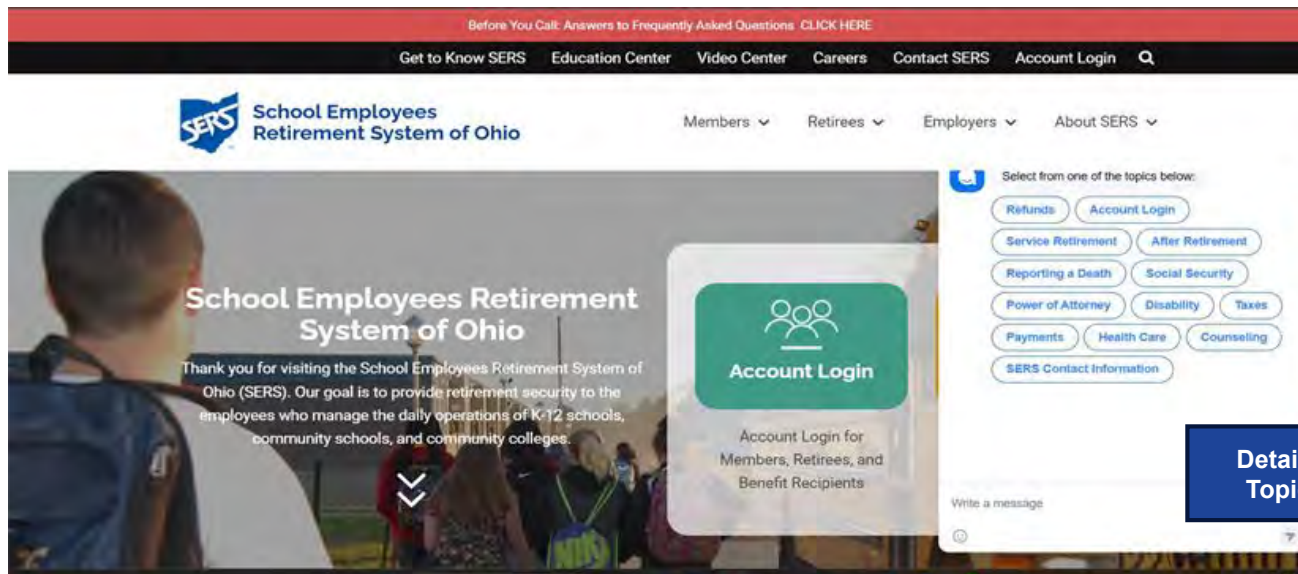 Before You Call: Answers to Frequently Asked Questions CLICK HERE
Get to Know SERS Education Center Video Center Careers Contact SERS Account Login
SERS
School Employees
Retirement System of Ohio
Members Retirees Employers About SERS
School Employees Retirement
System of Ohio
Thank you for visiting the School Employees Retirement System of
Ohio (SERS). Our goal is to provide retirement security to the
employees who manage the daily operations of K-12 schools,
community schools, and community colleges.
Account Login
Account Login for
Members, Retirees, and
Benefit Recipients
Select from one of the topics below:
Refunds Account Login
Service Retirement After Retirement
Reporting a Death Social Security
Power of Attorney Disability Taxes
Payments Health Care Counseling
SERS Contact Information
Write a message
Detai
Topi